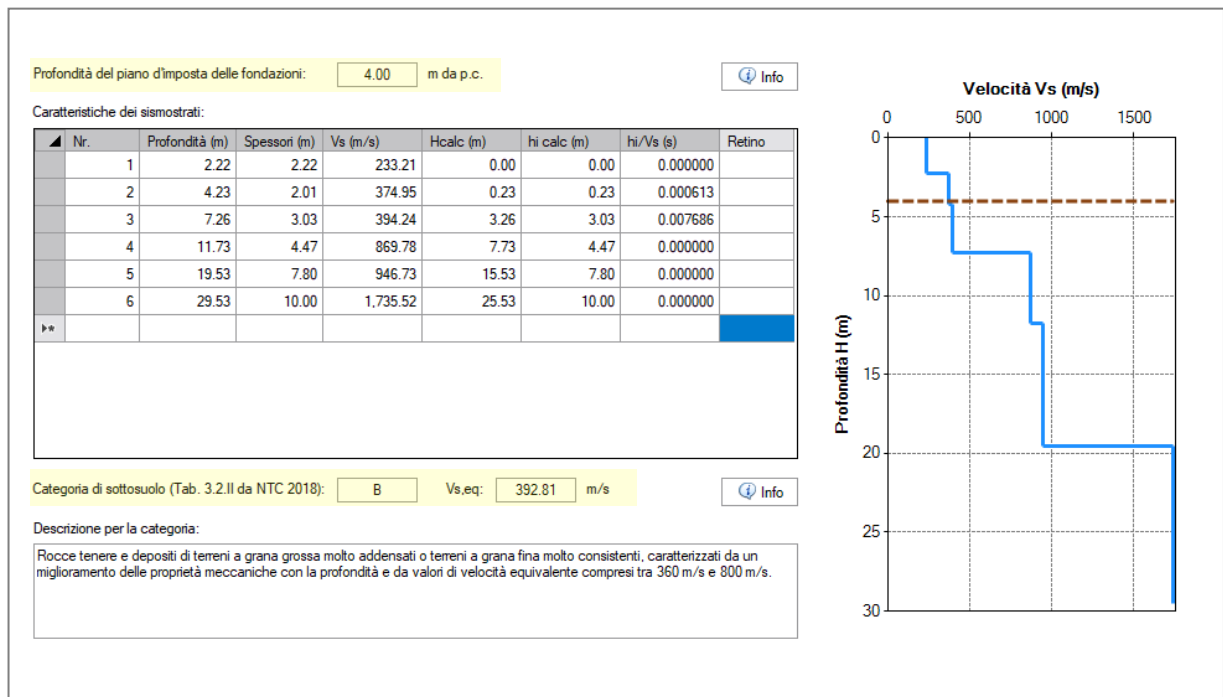 Profondità del piano d'imposta delle fondazioni: 4.00 m da p.c. Info
Caratteristiche dei sismostrati:
Nr. Profondità (m) Spessori (m) Vs (m/s) Hcalc (m) hi calc (m) hi/Vs (s) Retino
1 2.22 2.22 233.21 0.00 0.00 0.000000
2 4.23 2.01 374.95 0.23 0.23 0.000613
3 7.26 3.03 394.24 3.26 3.03 0.007686
4 11.73 4.47 869.78 7.73 4.47 0.000000
5 19.53 7.80 946.73 15.53 7.80 0.000000
6 29.53 10.00 1,735.52 25.53 10.00 0.000000
Categoria di sottosuolo (Tab. 3.2.II da NTC 2018): B Vs,eq: 392.81 m/s Info
Descrizione per la categoria:
Rocce tenere e depositi di terreni a grana grossa molto addensati o terreni a grana fina molto consistenti, caratterizzati da un
miglioramento delle proprietà meccaniche con la profondità e da valori di velocità equivalente compresi tra 360 m/s e 800 m/s.
Velocità Vs (m/s)
0 500 1000 1500
0
5
10
15
20
25
30
Profondità H (m)